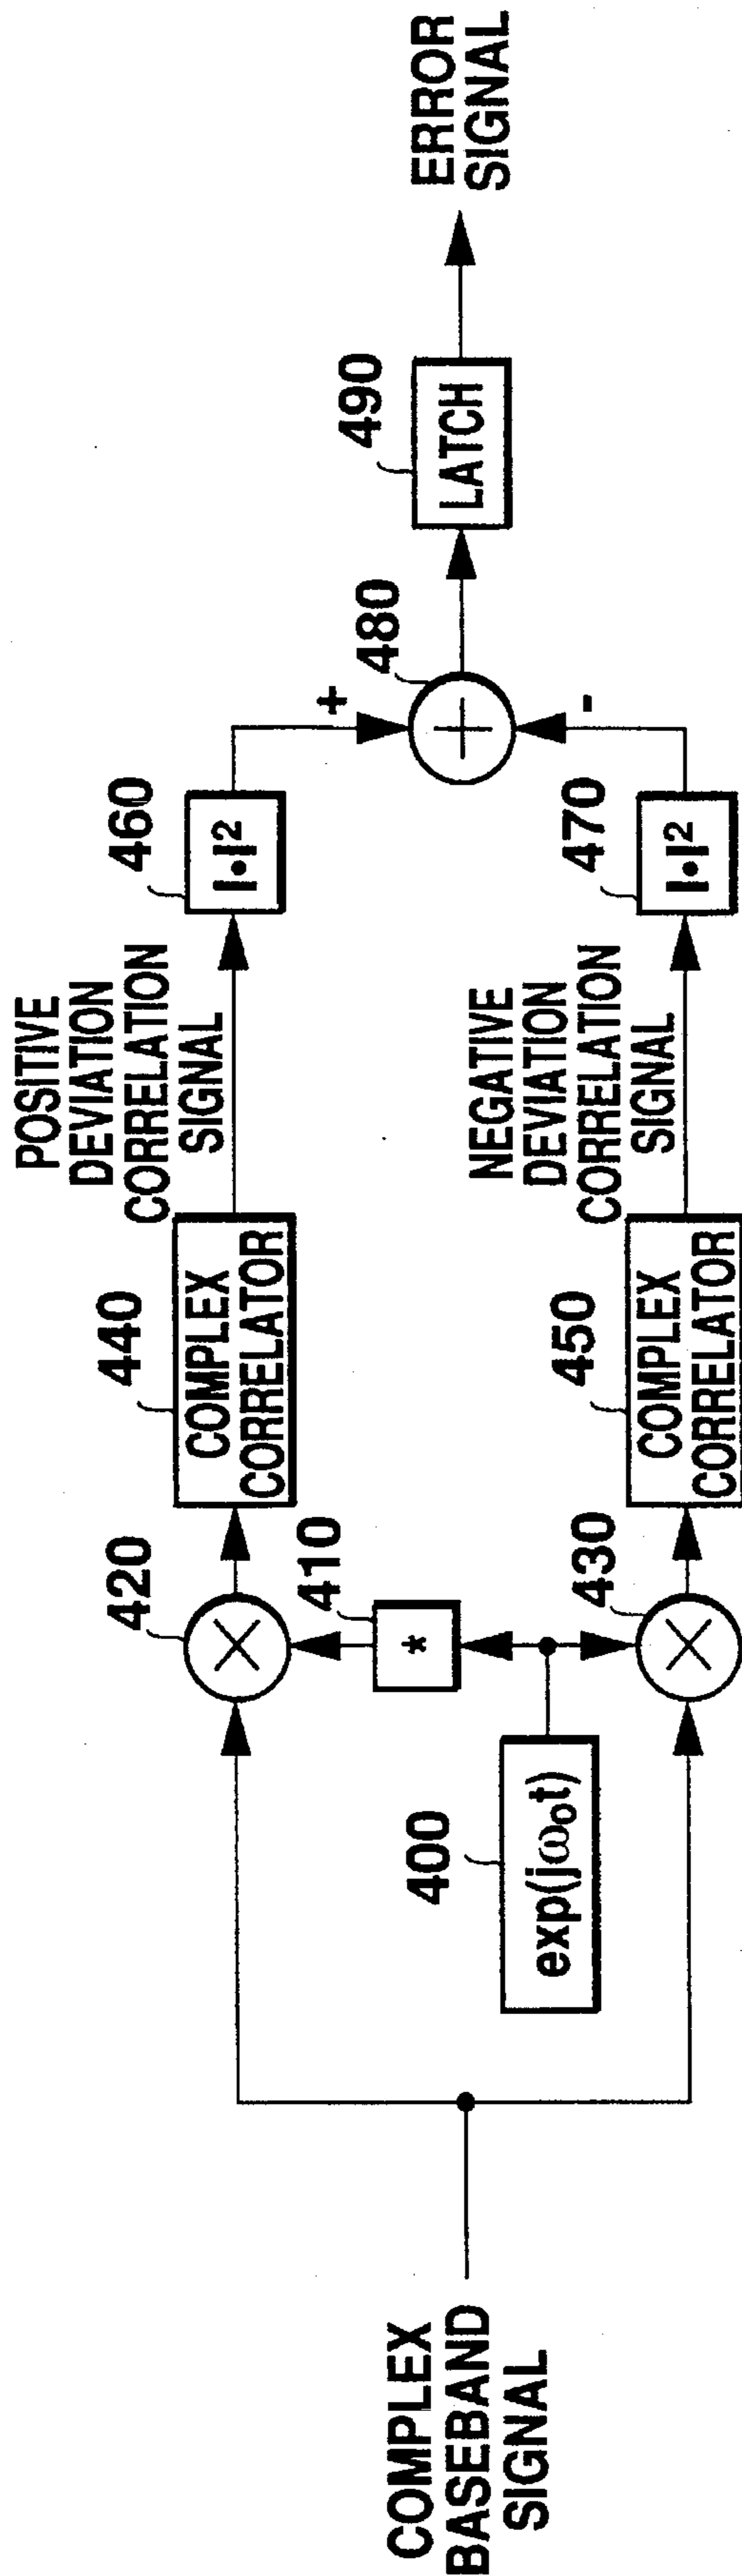 COMPLEX
BASEBAND
SIGNAL
400
exp(jω₀t)
410
*
420
430
440
COMPLEX
CORRELATOR
450
COMPLEX
CORRELATOR
POSITIVE
DEVIATION
CORRELATION
SIGNAL
NEGATIVE
DEVIATION
CORRELATION
SIGNAL
460
|•|²
470
|•|²
+
-
480
+
490
LATCH
ERROR
SIGNAL